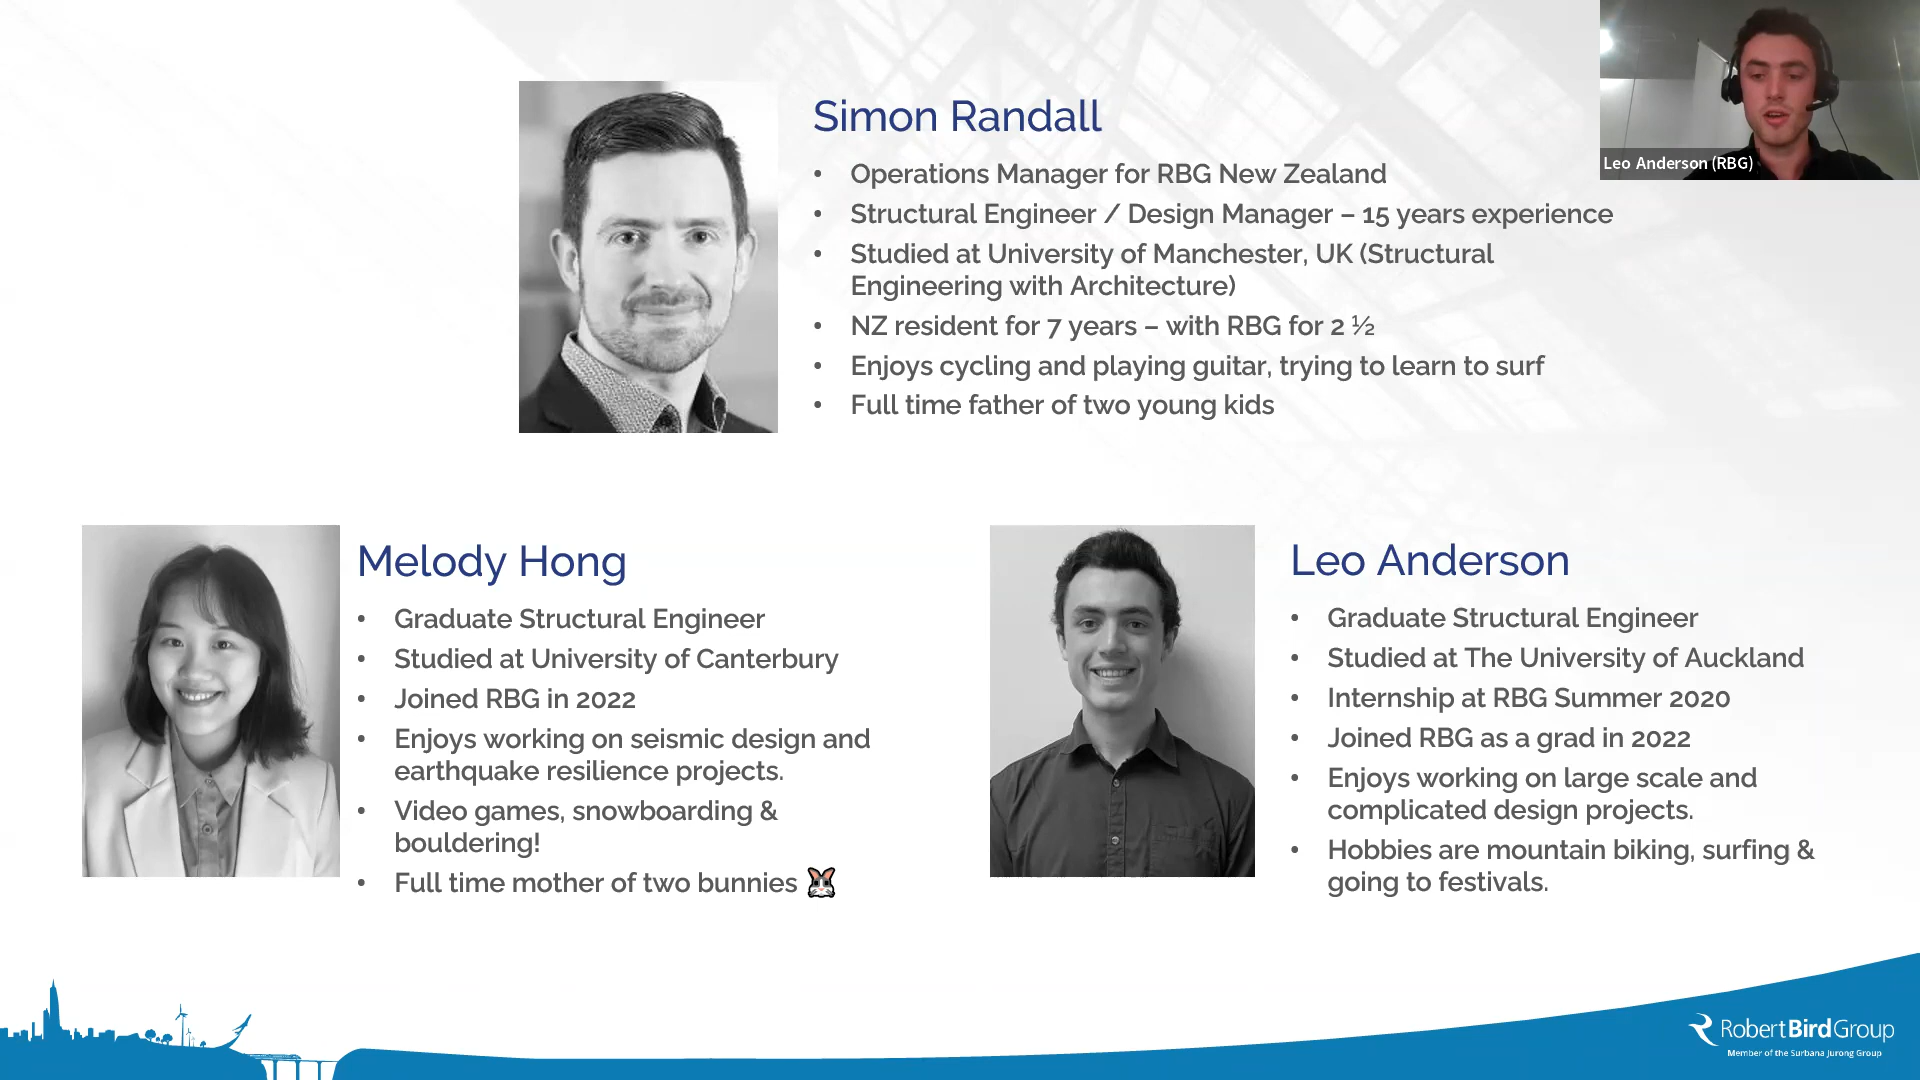 Simon Randall
• Operations Manager for RBG New Zealand
• Structural Engineer / Design Manager – 15 years experience
• Studied at University of Manchester, UK (Structural
Engineering with Architecture)
• NZ resident for 7 years – with RBG for 2 ½
• Enjoys cycling and playing guitar, trying to learn to surf
• Full time father of two young kids
Leo Anderson (RBG)
Melody Hong
• Graduate Structural Engineer
• Studied at University of Canterbury
• Joined RBG in 2022
• Enjoys working on seismic design and
earthquake resilience projects.
• Video games, snowboarding &
bouldering!
• Full time mother of two bunnies 🐰
Leo Anderson
• Graduate Structural Engineer
• Studied at The University of Auckland
• Internship at RBG Summer 2020
• Joined RBG as a grad in 2022
• Enjoys working on large scale and
complicated design projects.
• Hobbies are mountain biking, surfing &
going to festivals.
RobertBirdGroup
Member of the Surbana Jurong Group